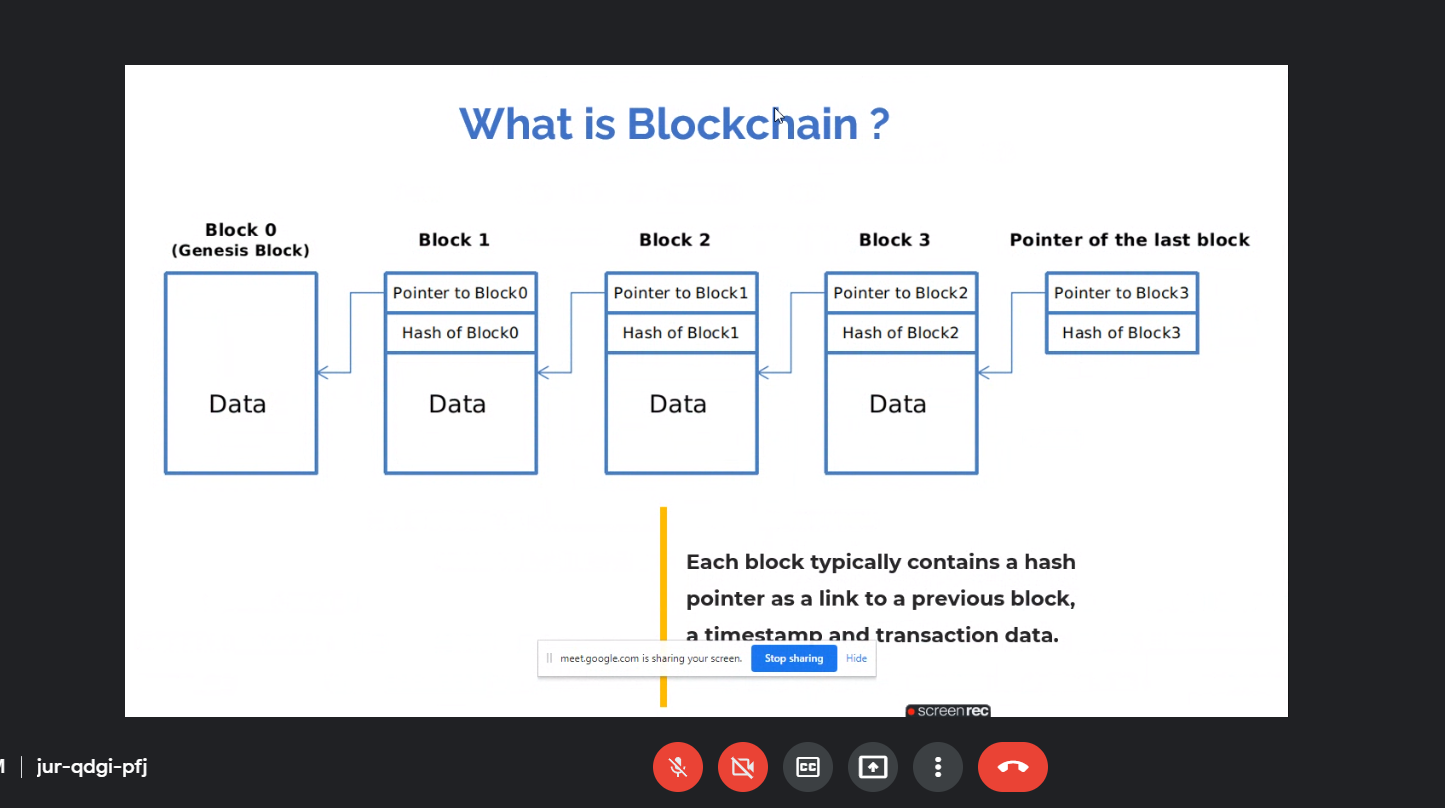 What is Blockchain ?
Block 0
(Genesis Block)
Block 1
Block 2
Block 3
Pointer of the last block
Data
Pointer to Block0
Hash of Block0
Data
Pointer to Block1
Hash of Block1
Data
Pointer to Block2
Hash of Block2
Data
Pointer to Block3
Hash of Block3
Each block typically contains a hash
pointer as a link to a previous block,
a timestamp and transaction data.
meet.google.com is sharing your screen. Stop sharing Hide
screenrec
M | jur-qdgi-pfj
CC